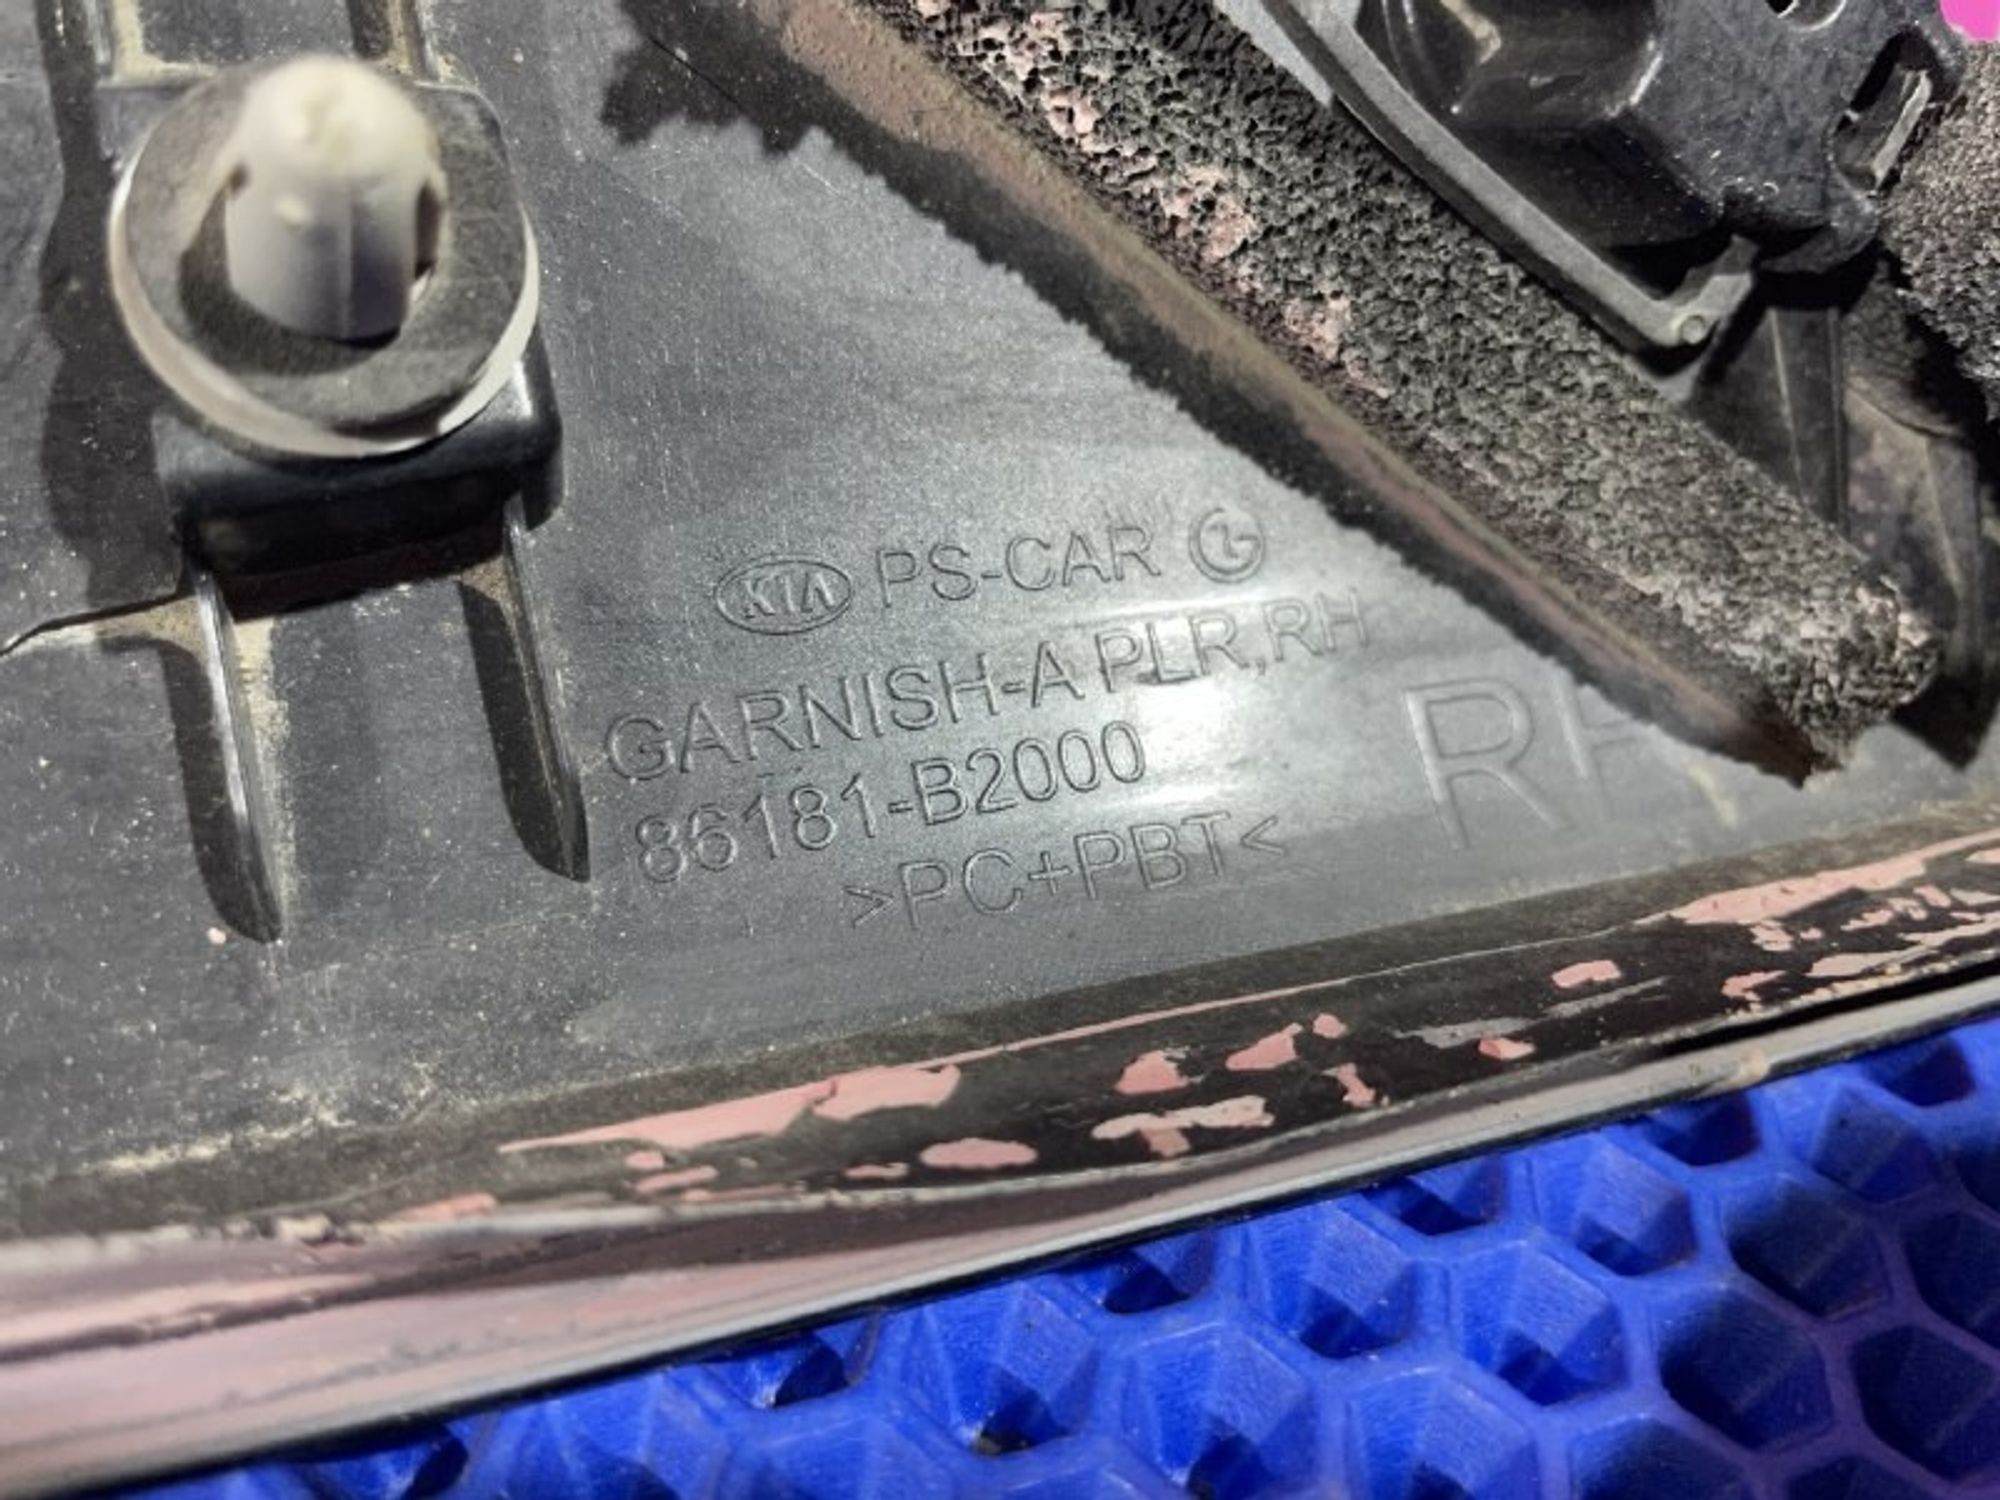 KIA PS-CAR
GARNISH-A PLR,RH
86181-B2000
>PC+PBT<
RH